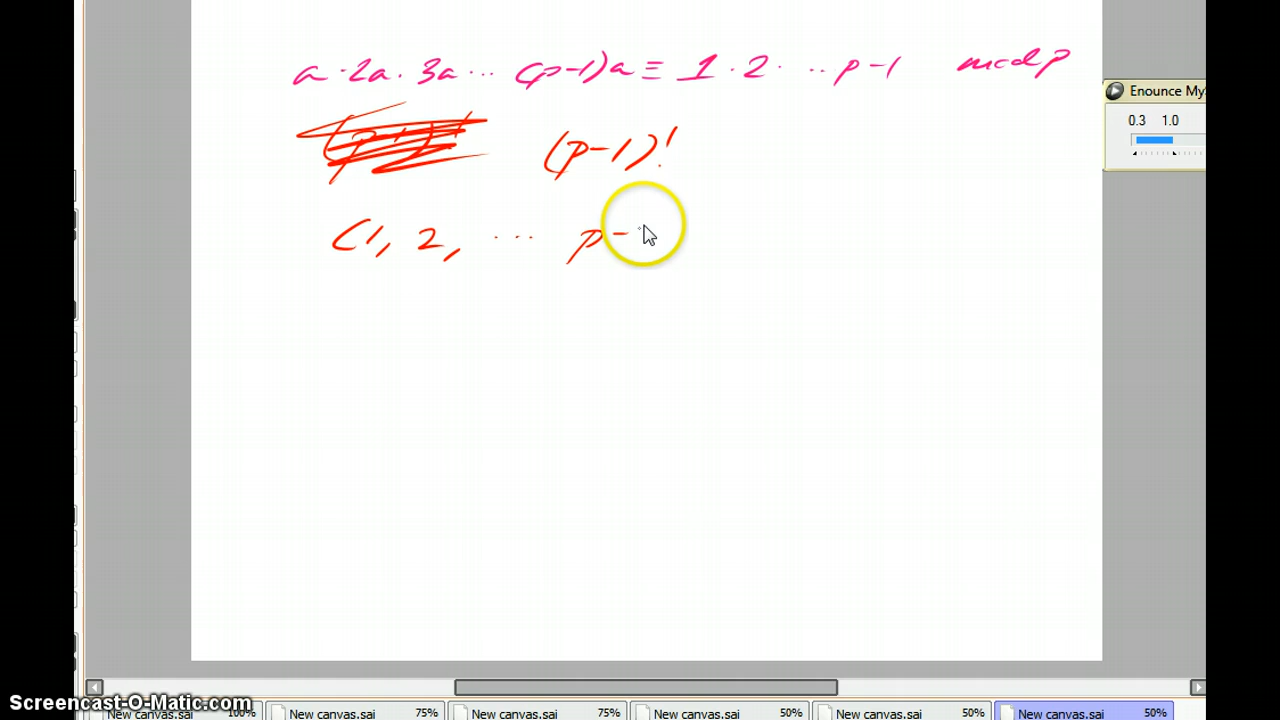 a · 2a · 3a ... (p-1)a ≡ 1 · 2 · ... p-1 mod p
Enounce My
0.3 1.0
(p-1)!
(1, 2, ... p-
Screencast-O-Matic.com
New canvas.sai 100% New canvas.sai 75% New canvas.sai 75% New canvas.sai 50% New canvas.sai 50% New canvas.sai 50%